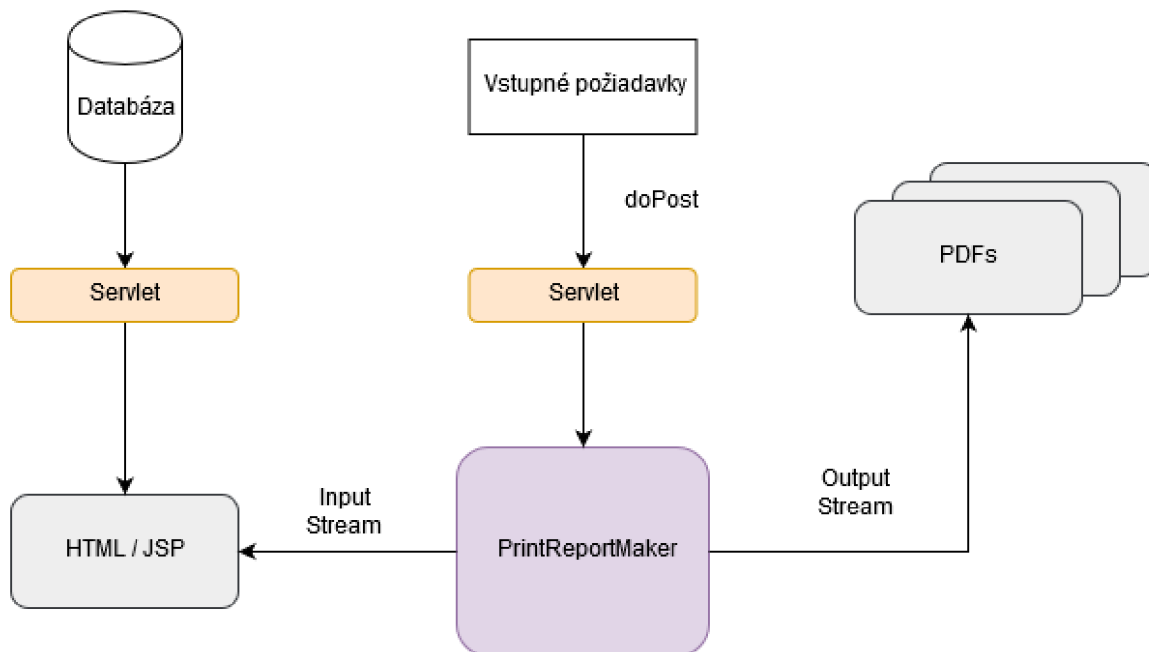 Databáza
Vstupné požiadavky
doPost
PDFs
Servlet
Servlet
Input
Stream
Output
Stream
HTML / JSP
PrintReportMaker